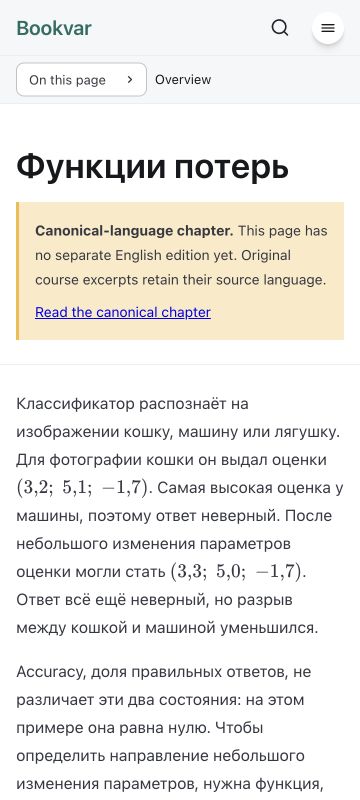 Bookvar
On this page
Overview
Функции потерь
Canonical-language chapter. This page has
no separate English edition yet. Original
course excerpts retain their source language.
Read the canonical chapter
Классификатор распознаёт на
изображении кошку, машину или лягушку.
Для фотографии кошки он выдал оценки
(3,2; 5,1; −1,7). Самая высокая оценка у
машины, поэтому ответ неверный. После
небольшого изменения параметров
оценки могли стать (3,3; 5,0; −1,7).
Ответ всё ещё неверный, но разрыв
между кошкой и машиной уменьшился.
Accuracy, доля правильных ответов, не
различает эти два состояния: на этом
примере она равна нулю. Чтобы
определить направление небольшого
изменения параметров, нужна функция,